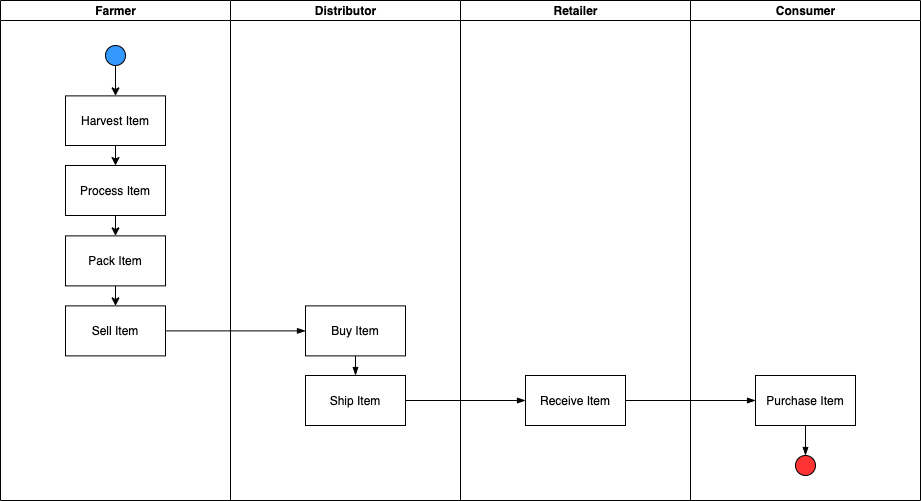 Farmer
Distributor
Retailer
Consumer
Harvest Item
Process Item
Pack Item
Sell Item
Buy Item
Ship Item
Receive Item
Purchase Item